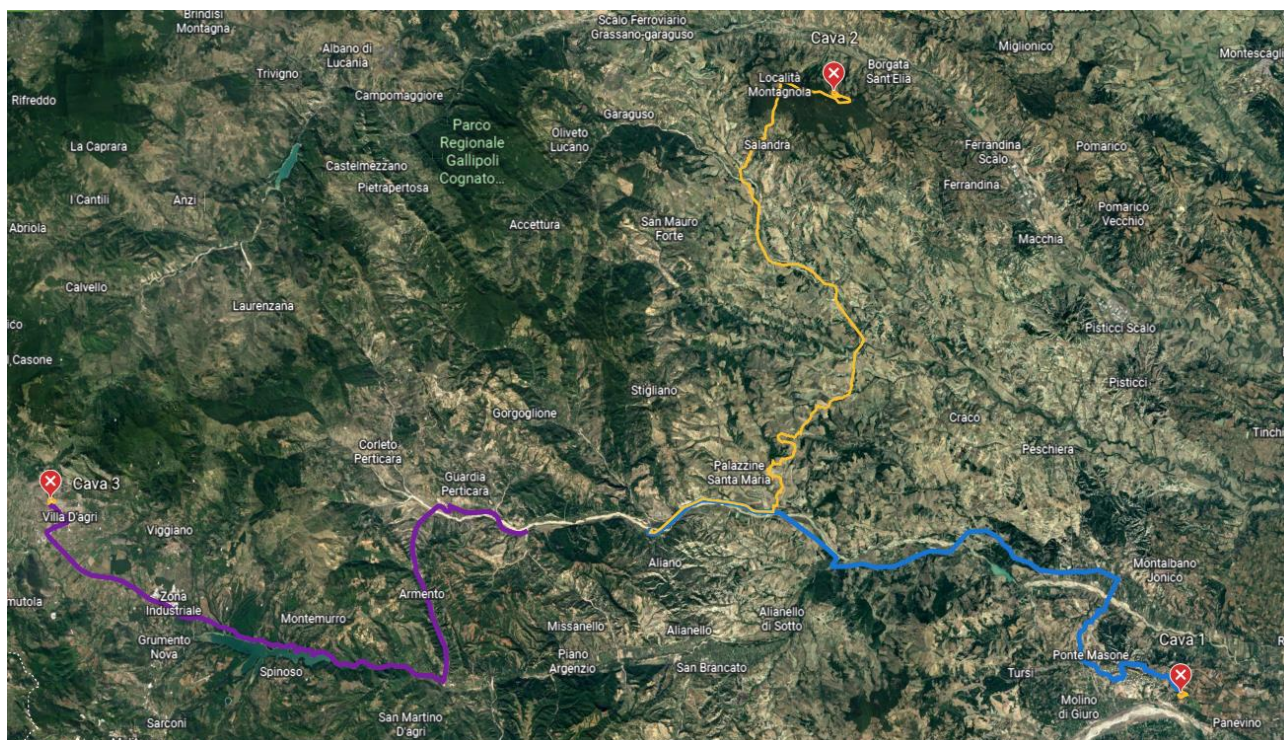 Brindisi
Montagna
Scalo Ferroviario
Grassano-garaguso
Albano di
Lucania
Cava 2
Miglionico
Montescagli
Trivigno
Borgata
Sant'Elia
Località
Montagnola
Rifreddo
Campomaggiore
Garaguso
Parco
Regionale
Gallipoli
Cognato...
Oliveto
Lucano
La Caprara
Salandra
Ferrandina
Scalo
Pomarico
Castelmezzano
Pietrapertosa
Ferrandina
I Cantili
Anzi
Pomarico
Vecchio
Abriola
Accettura
San Mauro
Forte
Macchia
Calvello
Laurenzana
Pisticci Scalo
Casone
Pisticci
Stigliano
Gorgoglione
Craco
Tinchi
Corleto
Perticara
Peschiera
Palazzine
Santa Maria
Guardia
Perticara
Cava 3
Villa D'agri
Viggiano
Aliano
Montalbano
Jonico
Armento
Zona
Industriale
Montemurro
Alianello
di Sotto
Missanello
Alianello
Grumento
Nova
Cava 1
Ponte Masone
Piano
Argenzio
San Brancato
Spinoso
Tursi
Molino
di Giuro
Panevino
San Martino
D'agri
Sarconi